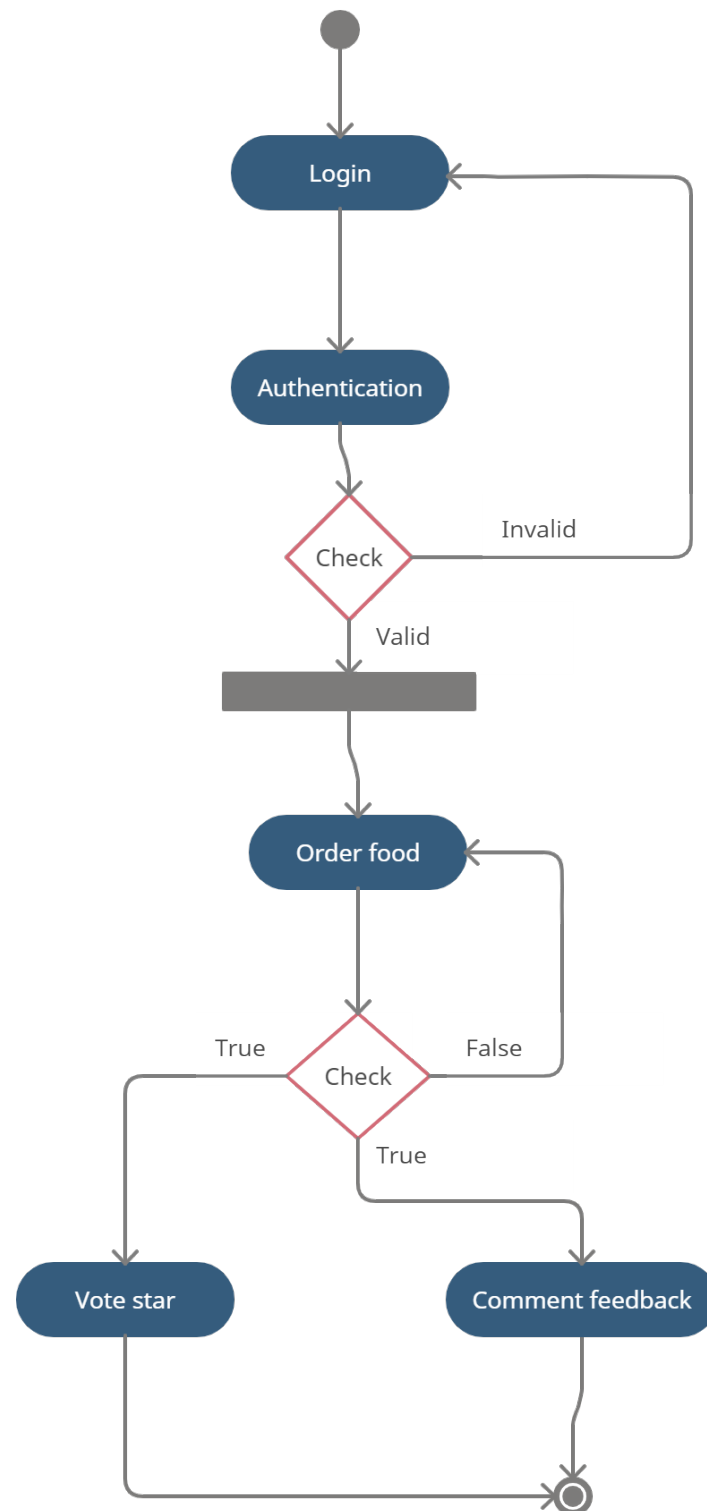 Login
Authentication
Check
Invalid
Valid
Order food
True
Check
False
True
Vote star
Comment feedback